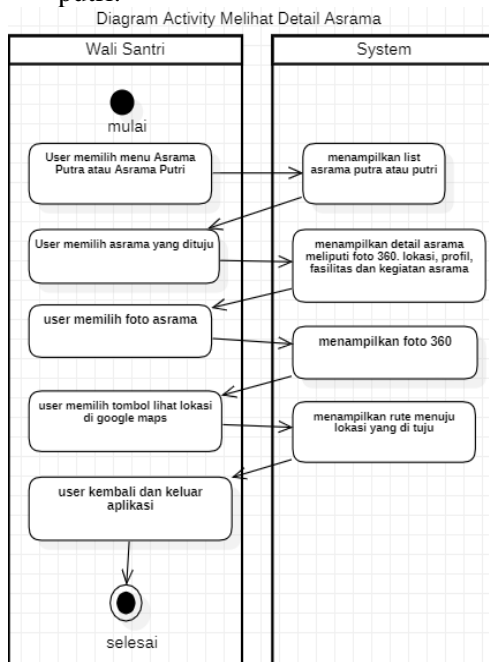 putri.
Diagram Activity Melihat Detail Asrama
Wali Santri
System
mulai
User memilih menu Asrama
Putra atau Asrama Putri
menampilkan list
asrama putra atau putri
User memilih asrama yang dituju
menampilkan detail asrama
meliputi foto 360. lokasi, profil,
fasilitas dan kegiatan asrama
user memilih foto asrama
menampilkan foto 360
user memilih tombol lihat lokasi
di google maps
menampilkan rute menuju
lokasi yang di tuju
user kembali dan keluar
aplikasi
selesai